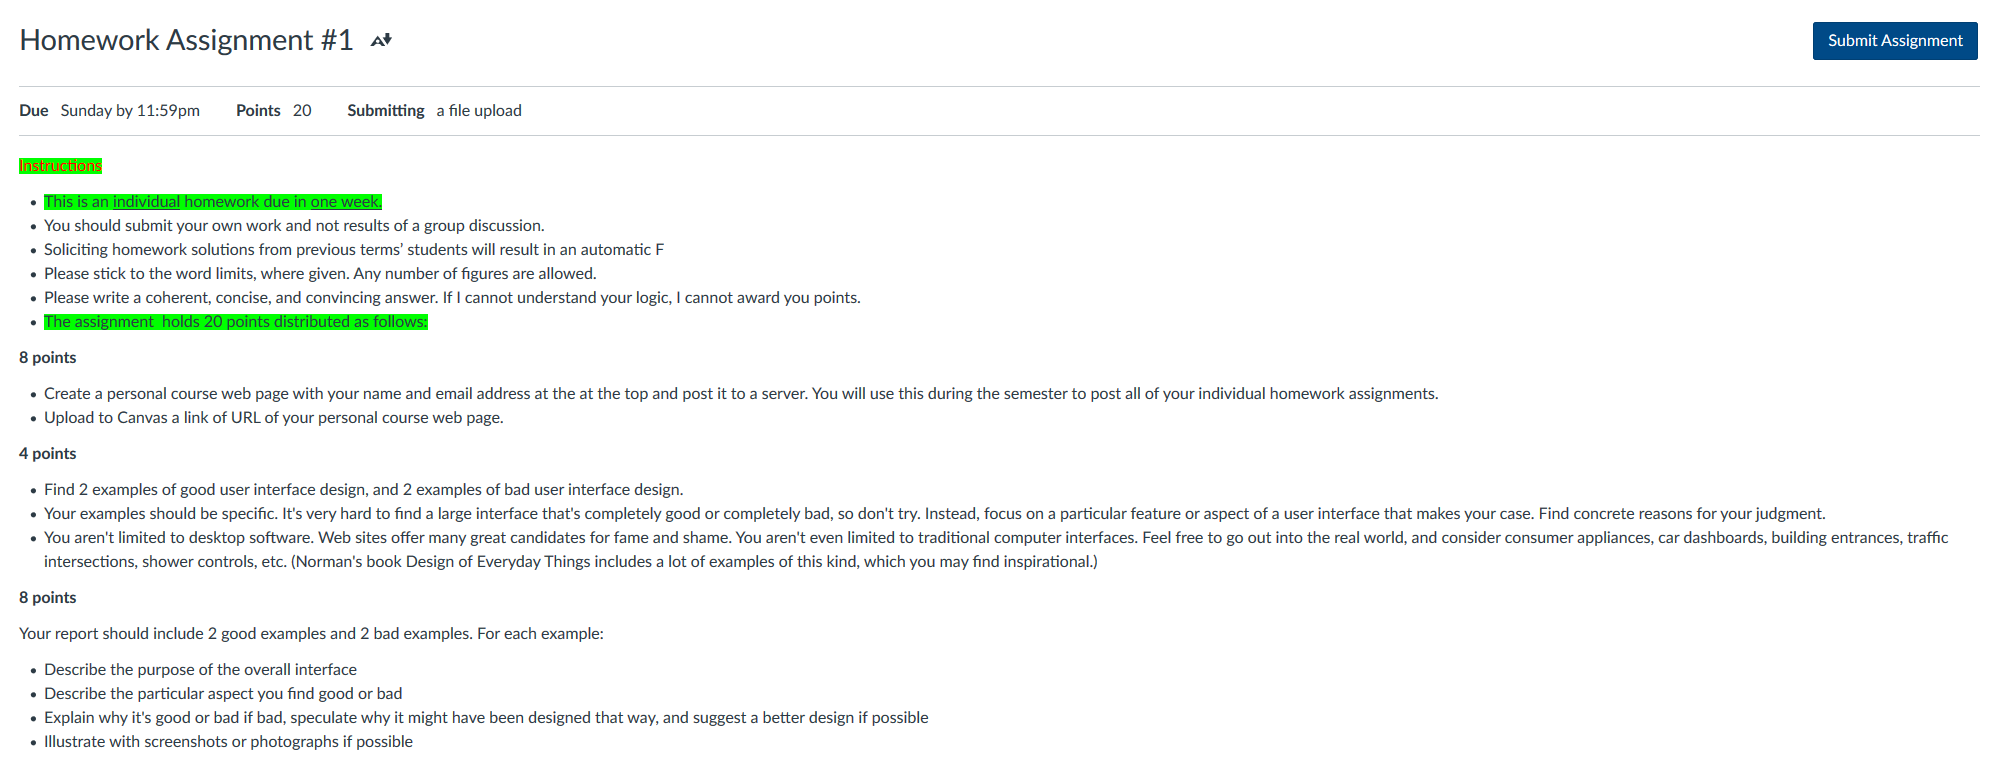 Homework Assignment #1
Submit Assignment
Due Sunday by 11:59pm Points 20 Submitting a file upload
Instructions
This is an individual homework due in one week.
You should submit your own work and not results of a group discussion.
Soliciting homework solutions from previous terms’ students will result in an automatic F
Please stick to the word limits, where given. Any number of figures are allowed.
Please write a coherent, concise, and convincing answer. If I cannot understand your logic, I cannot award you points.
The assignment  holds 20 points distributed as follows:
8 points
Create a personal course web page with your name and email address at the at the top and post it to a server. You will use this during the semester to post all of your individual homework assignments.
Upload to Canvas a link of URL of your personal course web page.
4 points
Find 2 examples of good user interface design, and 2 examples of bad user interface design.
Your examples should be specific. It's very hard to find a large interface that's completely good or completely bad, so don't try. Instead, focus on a particular feature or aspect of a user interface that makes your case. Find concrete reasons for your judgment.
You aren't limited to desktop software. Web sites offer many great candidates for fame and shame. You aren't even limited to traditional computer interfaces. Feel free to go out into the real world, and consider consumer appliances, car dashboards, building entrances, traffic
intersections, shower controls, etc. (Norman's book Design of Everyday Things includes a lot of examples of this kind, which you may find inspirational.)
8 points
Your report should include 2 good examples and 2 bad examples. For each example:
Describe the purpose of the overall interface
Describe the particular aspect you find good or bad
Explain why it's good or bad if bad, speculate why it might have been designed that way, and suggest a better design if possible
Illustrate with screenshots or photographs if possible